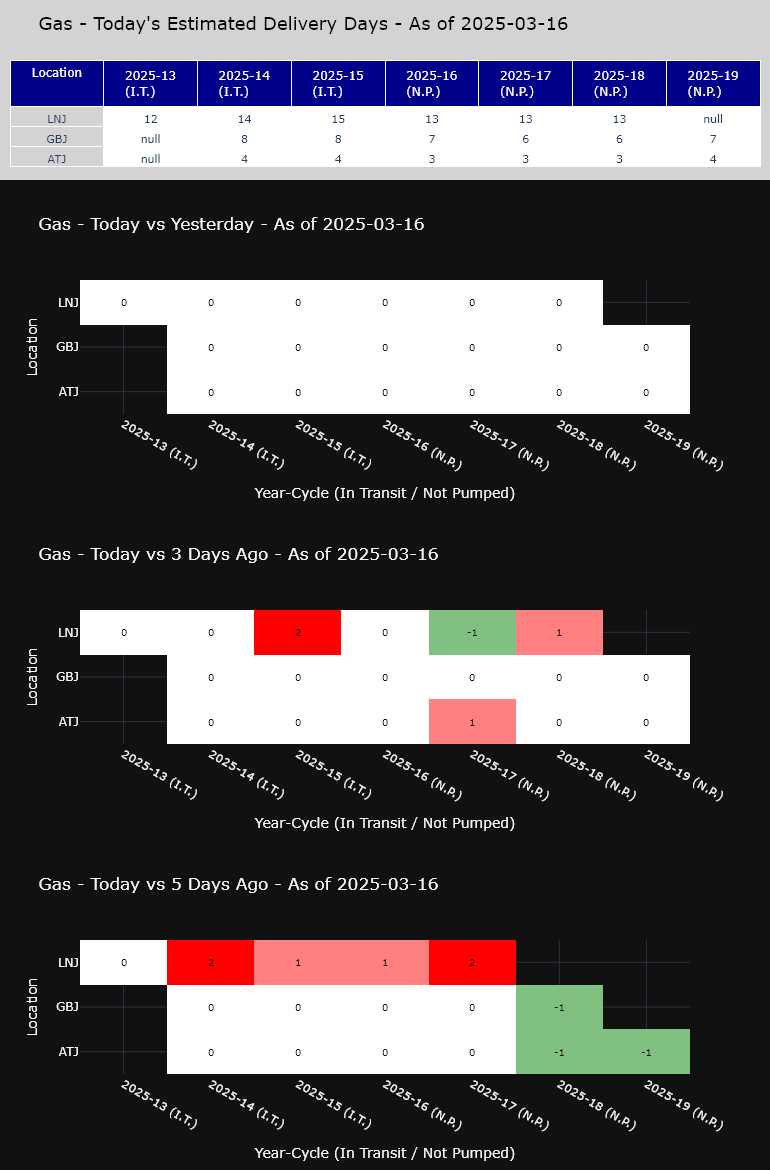 Gas - Today's Estimated Delivery Days - As of 2025-03-16
Location 2025-13 (I.T.) 2025-14 (I.T.) 2025-15 (I.T.) 2025-16 (N.P.) 2025-17 (N.P.) 2025-18 (N.P.) 2025-19 (N.P.)
LNJ 12 14 15 13 13 13 null
GBJ null 8 8 7 6 6 7
ATJ null 4 4 3 3 3 4
Gas - Today vs Yesterday - As of 2025-03-16
Location
LNJ 0 0 0 0 0 0
GBJ 0 0 0 0 0 0
ATJ 0 0 0 0 0 0
2025-13 (I.T.) 2025-14 (I.T.) 2025-15 (I.T.) 2025-16 (N.P.) 2025-17 (N.P.) 2025-18 (N.P.) 2025-19 (N.P.)
Year-Cycle (In Transit / Not Pumped)
Gas - Today vs 3 Days Ago - As of 2025-03-16
Location
LNJ 0 0 2 0 -1 1
GBJ 0 0 0 0 0 0
ATJ 0 0 0 1 0 0
2025-13 (I.T.) 2025-14 (I.T.) 2025-15 (I.T.) 2025-16 (N.P.) 2025-17 (N.P.) 2025-18 (N.P.) 2025-19 (N.P.)
Year-Cycle (In Transit / Not Pumped)
Gas - Today vs 5 Days Ago - As of 2025-03-16
Location
LNJ 0 2 1 1 2
GBJ 0 0 0 0 -1
ATJ 0 0 0 0 -1 -1
2025-13 (I.T.) 2025-14 (I.T.) 2025-15 (I.T.) 2025-16 (N.P.) 2025-17 (N.P.) 2025-18 (N.P.) 2025-19 (N.P.)
Year-Cycle (In Transit / Not Pumped)